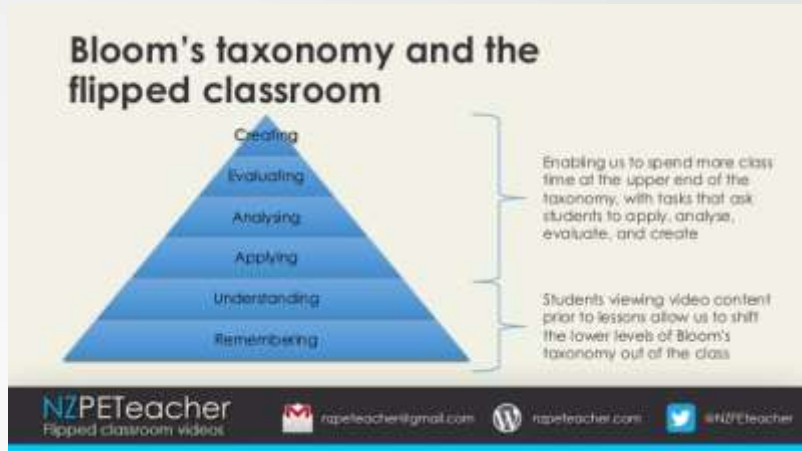 Bloom's taxonomy and the
flipped classroom
Creating
Evaluating
Analysing
Applying
Understanding
Remembering
Enabling us to spend more class
time at the upper end of the
taxonomy, with tasks that ask
students to apply, analyse,
evaluate, and create
Students viewing video content
prior to lessons allow us to shift
the lower levels of Bloom's
taxonomy out of the class
NZPETeacher
Flipped classroom videos
nzpeteacher@gmail.com
nzpeteacher.com
@NZPEteacher